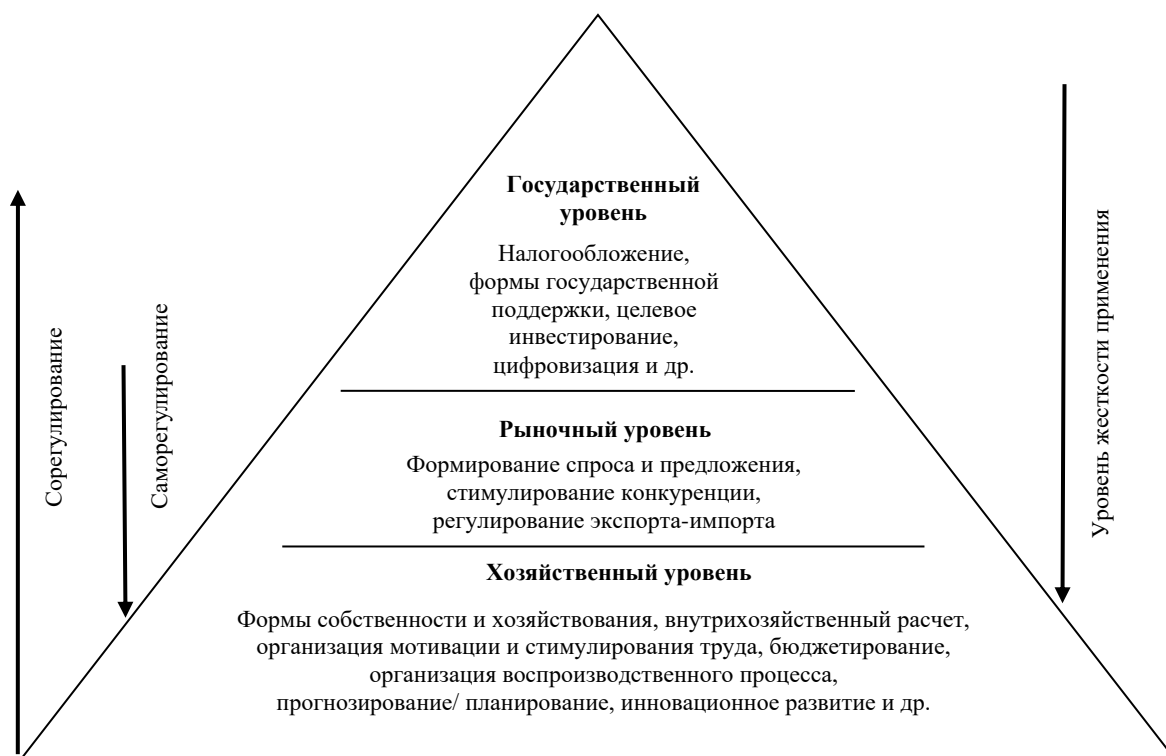 Государственный
уровень
Налогообложение,
формы государственной
поддержки, целевое
инвестирование,
цифровизация и др.
Рыночный уровень
Формирование спроса и предложения,
стимулирование конкуренции,
регулирование экспорта-импорта
Хозяйственный уровень
Формы собственности и хозяйствования, внутрихозяйственный расчет,
организация мотивации и стимулирования труда, бюджетирование,
организация воспроизводственного процесса,
прогнозирование/ планирование, инновационное развитие и др.
Сорегулирование
Саморегулирование
Уровень жесткости применения